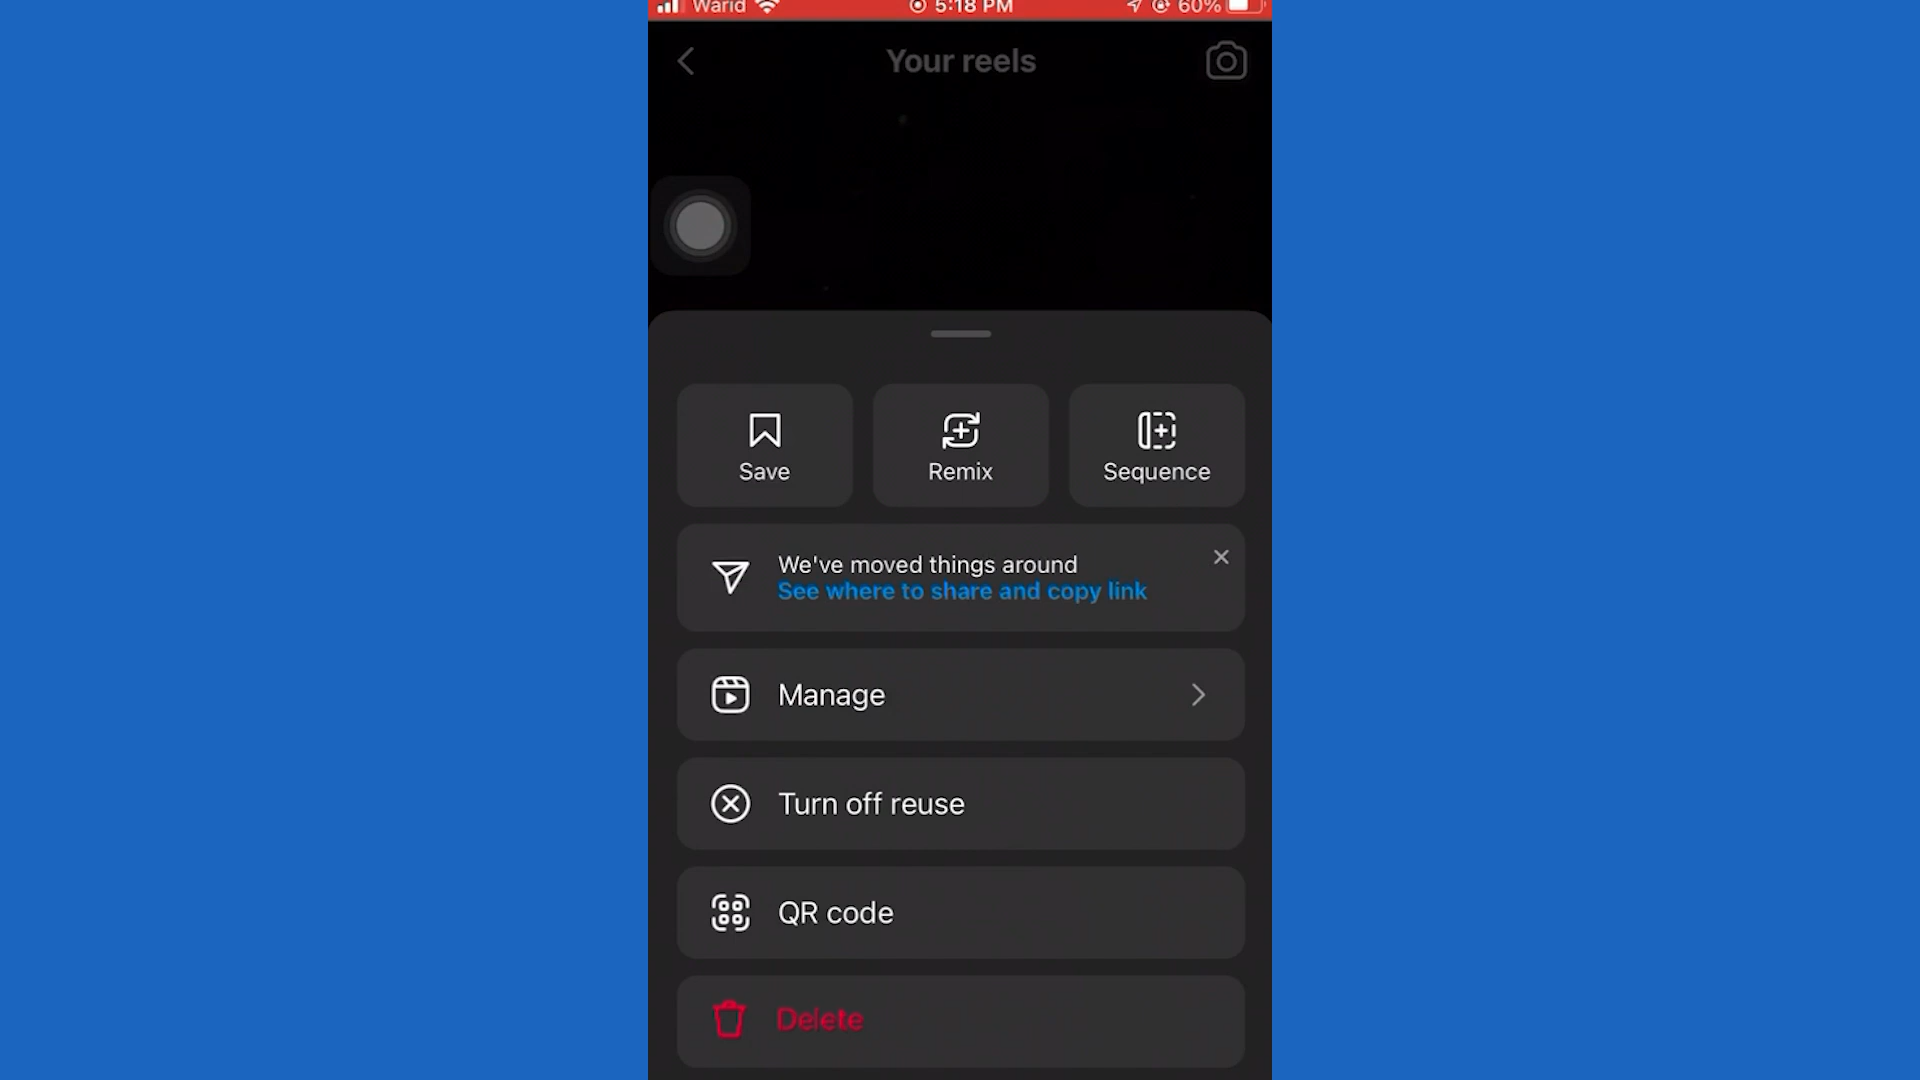 Warid 5:18 PM 60%
Your reels
Save Remix Sequence
We've moved things around
See where to share and copy link
Manage
Turn off reuse
QR code
Delete